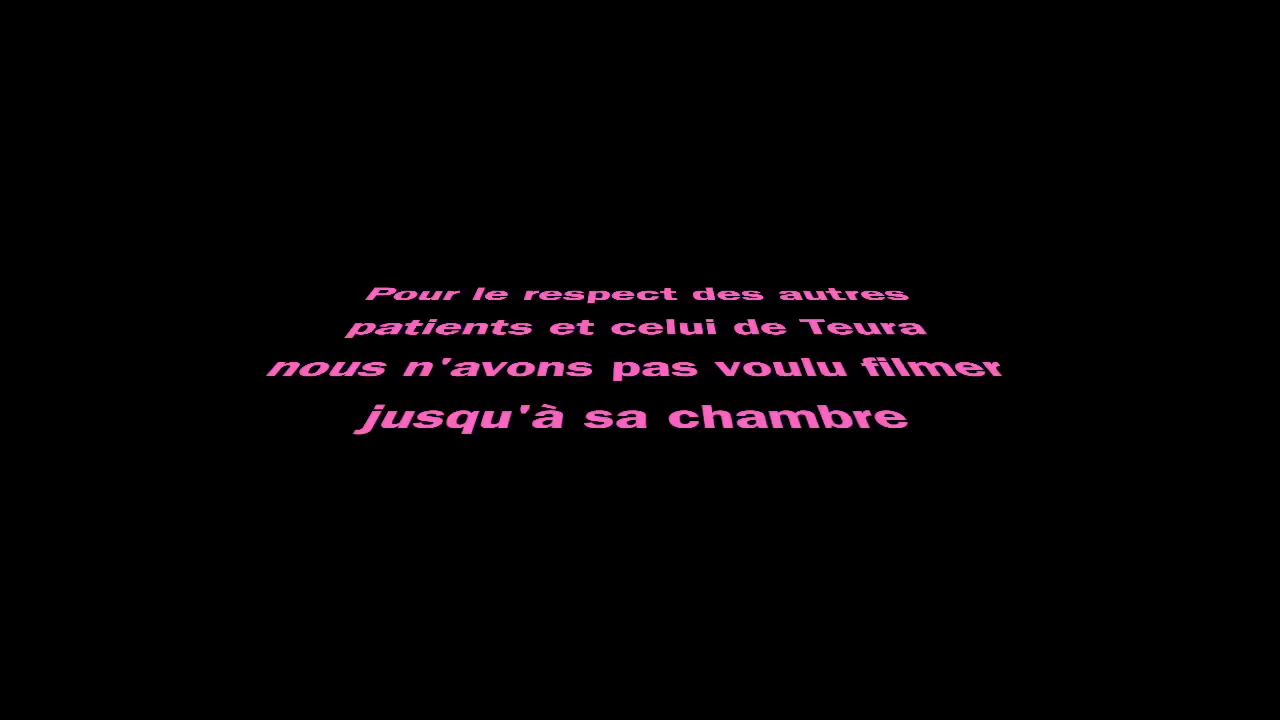 Pour le respect des autres
patients et celui de Teura
nous n'avons pas voulu filmer
jusqu'à sa chambre